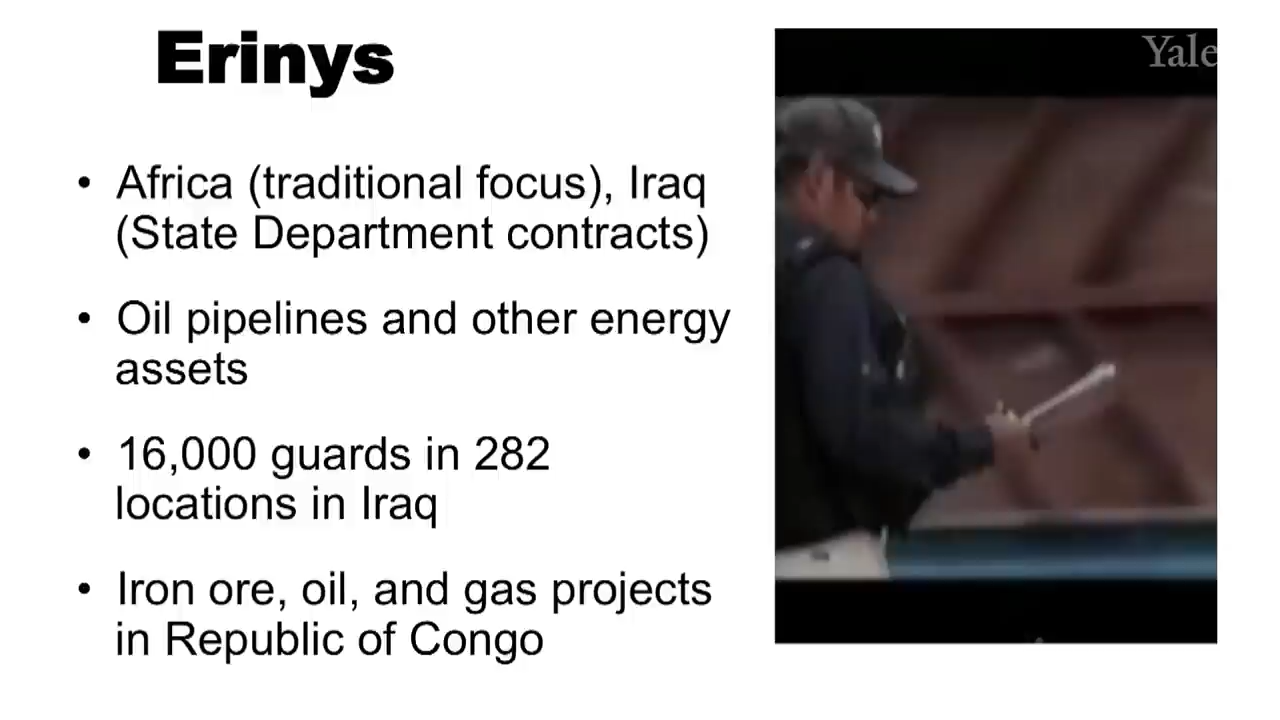 Erinys
Yale
• Africa (traditional focus), Iraq
(State Department contracts)
• Oil pipelines and other energy
assets
• 16,000 guards in 282
locations in Iraq
• Iron ore, oil, and gas projects
in Republic of Congo